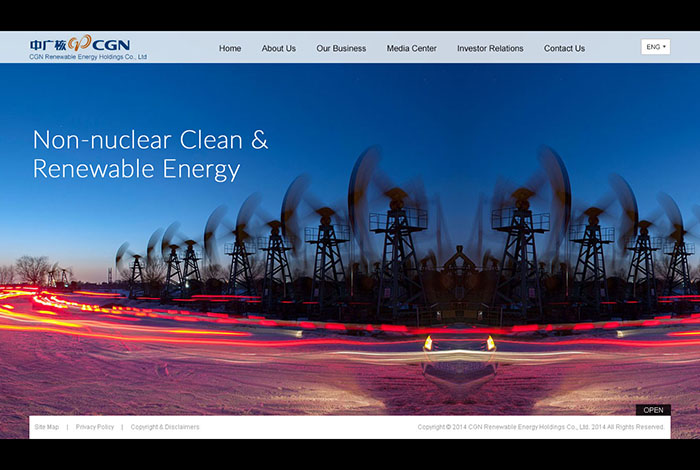 中广核 CGN
CGN Renewable Energy Holdings Co., Ltd
Home About Us Our Business Media Center Investor Relations Contact Us
ENG
Non-nuclear Clean &
Renewable Energy
OPEN
Site Map | Privacy Policy | Copyright & Disclaimers
Copyright © 2014 CGN Renewable Energy Holdings Co., Ltd. 2014 All Rights Reserved.